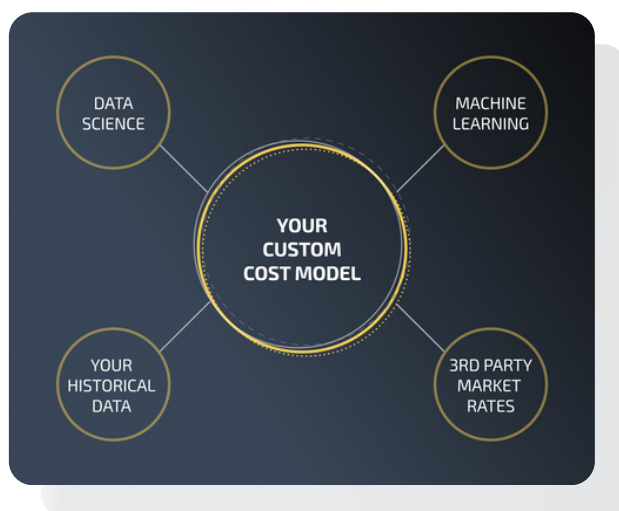 DATA
SCIENCE
MACHINE
LEARNING
YOUR
CUSTOM
COST MODEL
YOUR
HISTORICAL
DATA
3RD PARTY
MARKET
RATES